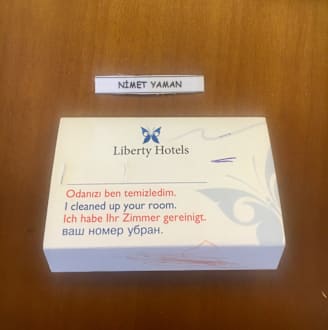 NİMET YAMAN
Liberty Hotels
Odanızı ben temizledim.
I cleaned up your room.
Ich habe Ihr Zimmer gereinigt.
ваш номер убран.